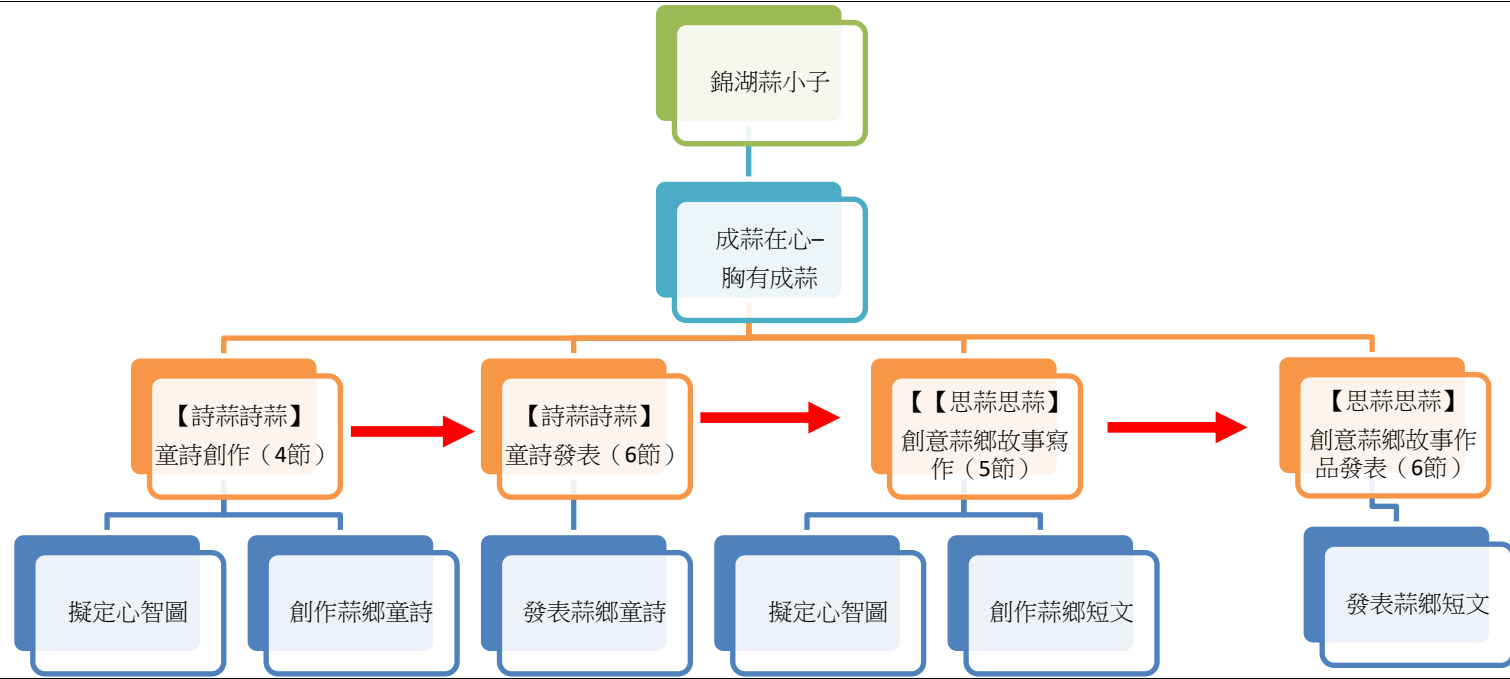 錦湖蒜小子
成蒜在心–
胸有成蒜
【詩蒜詩蒜】
童詩創作（4節）
【詩蒜詩蒜】
童詩發表（6節）
【【思蒜思蒜】
創意蒜鄉故事寫
作（5節）
【思蒜思蒜】
創意蒜鄉故事作
品發表（6節）
擬定心智圖
創作蒜鄉童詩
發表蒜鄉童詩
擬定心智圖
創作蒜鄉短文
發表蒜鄉短文